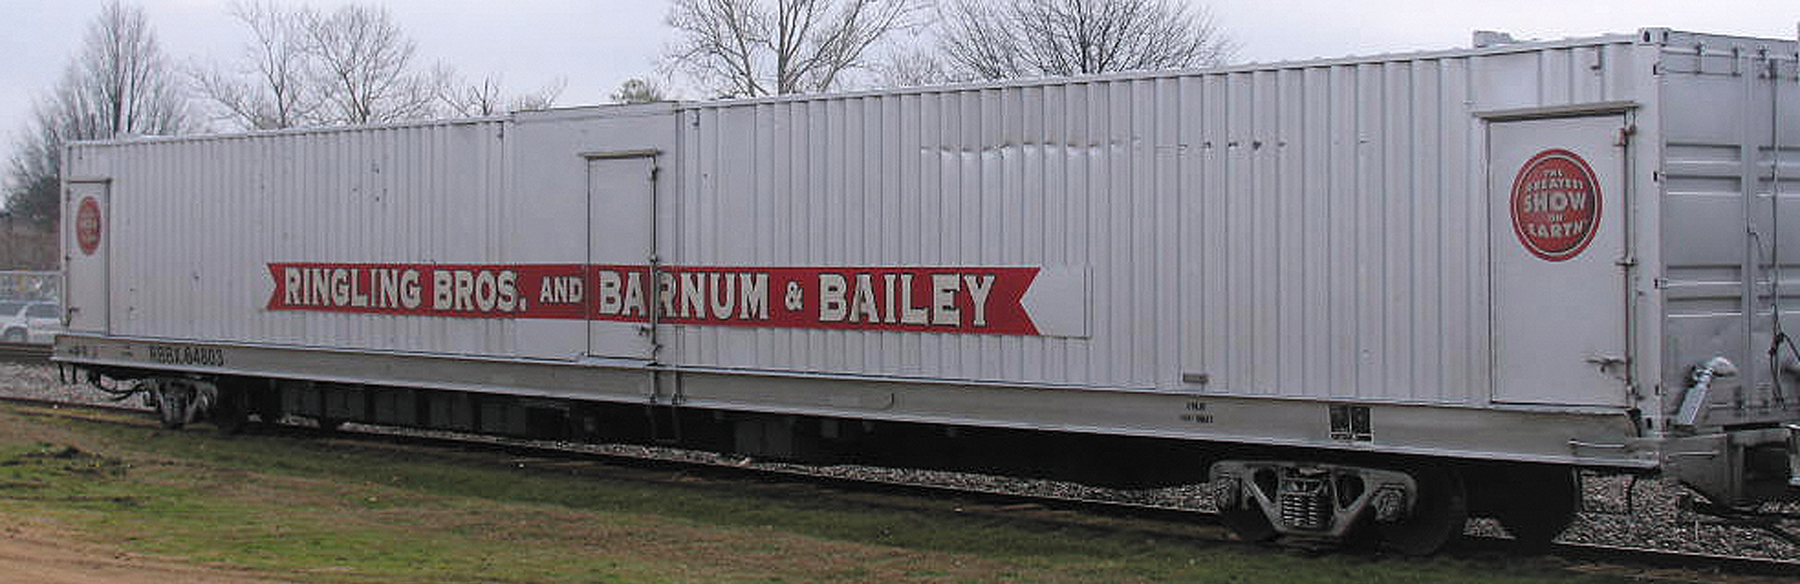 RINGLING BROS. AND BARNUM & BAILEY
THE
GREATEST
SHOW
ON
EARTH
RBBX 64803